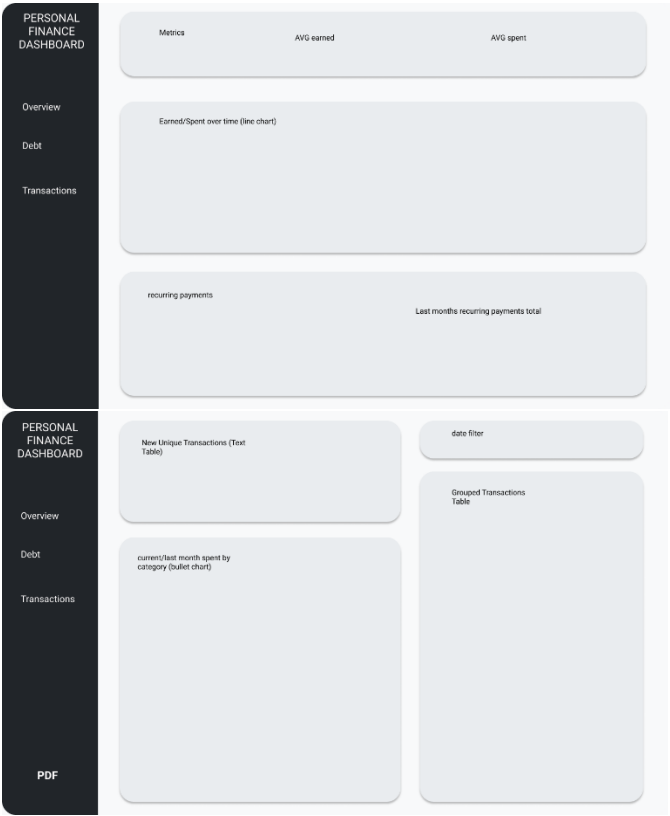 PERSONAL
FINANCE
DASHBOARD
Overview
Debt
Transactions
Metrics
AVG earned
AVG spent
Earned/Spent over time (line chart)
recurring payments
Last months recurring payments total
PERSONAL
FINANCE
DASHBOARD
Overview
Debt
Transactions
PDF
New Unique Transactions (Text
Table)
current/last month spent by
category (bullet chart)
date filter
Grouped Transactions
Table